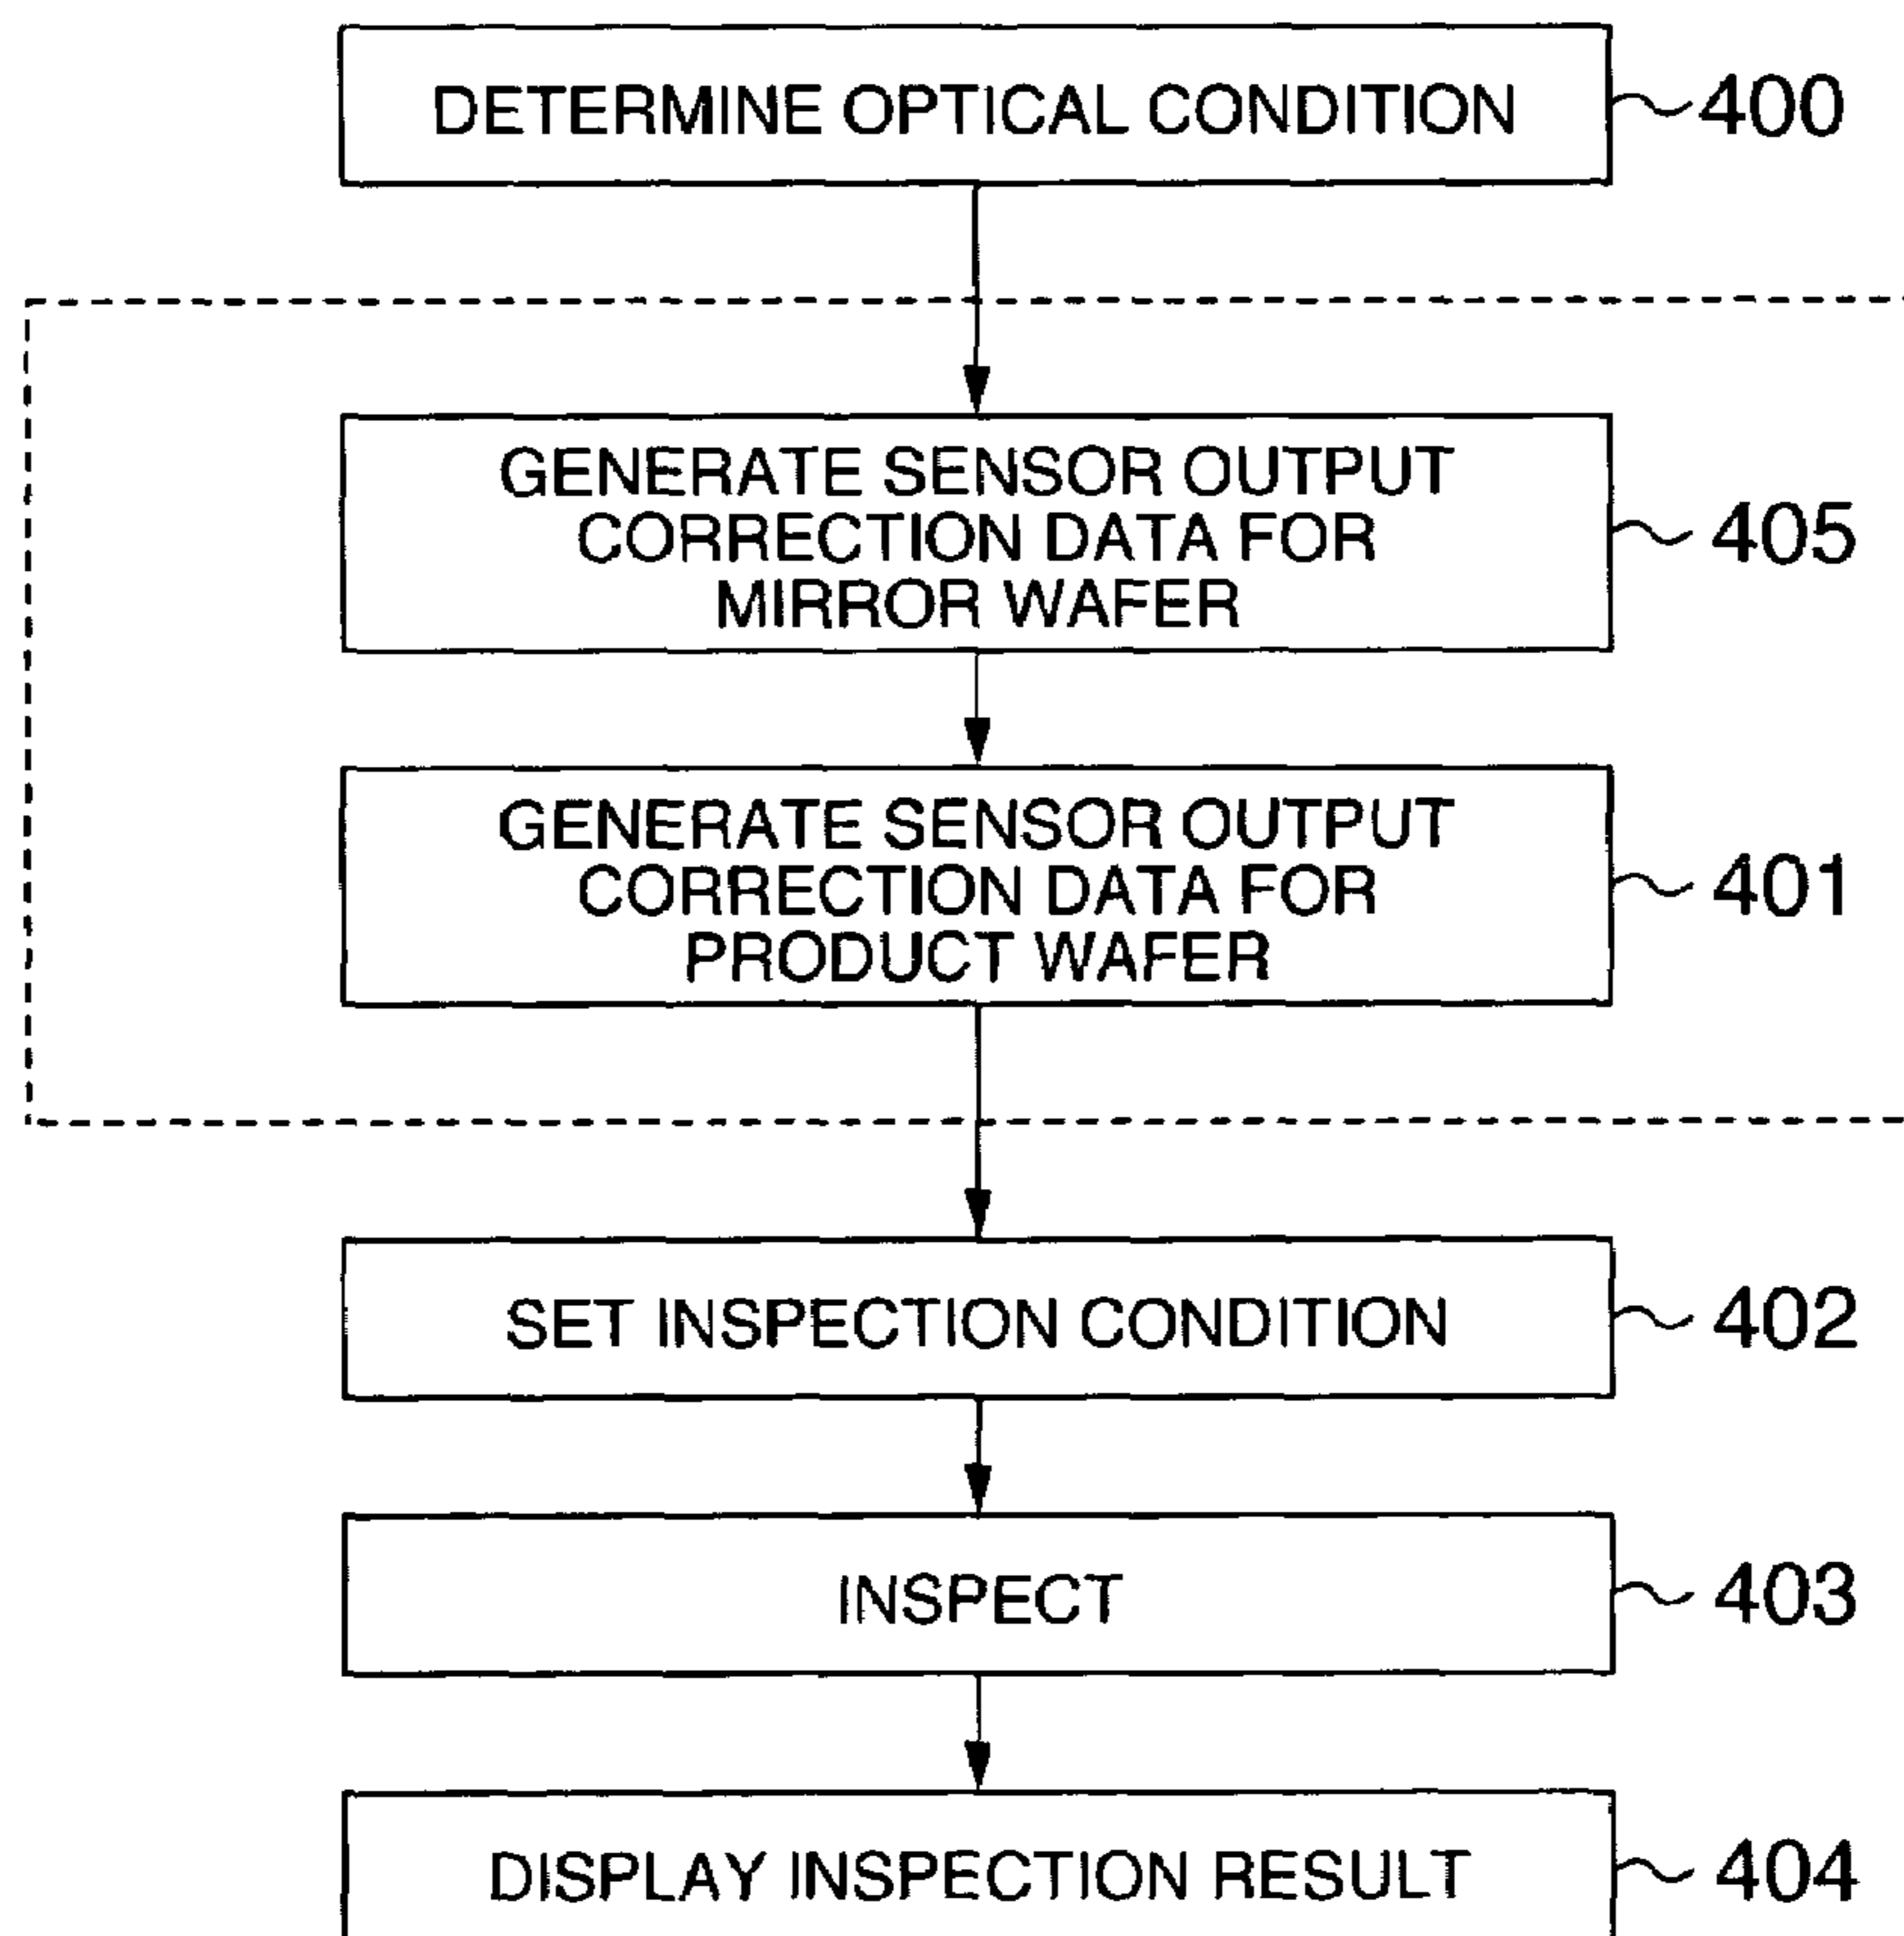 DETERMINE OPTICAL CONDITION
400
GENERATE SENSOR OUTPUT
CORRECTION DATA FOR
MIRROR WAFER
405
GENERATE SENSOR OUTPUT
CORRECTION DATA FOR
PRODUCT WAFER
401
SET INSPECTION CONDITION
402
INSPECT
403
DISPLAY INSPECTION RESULT
404